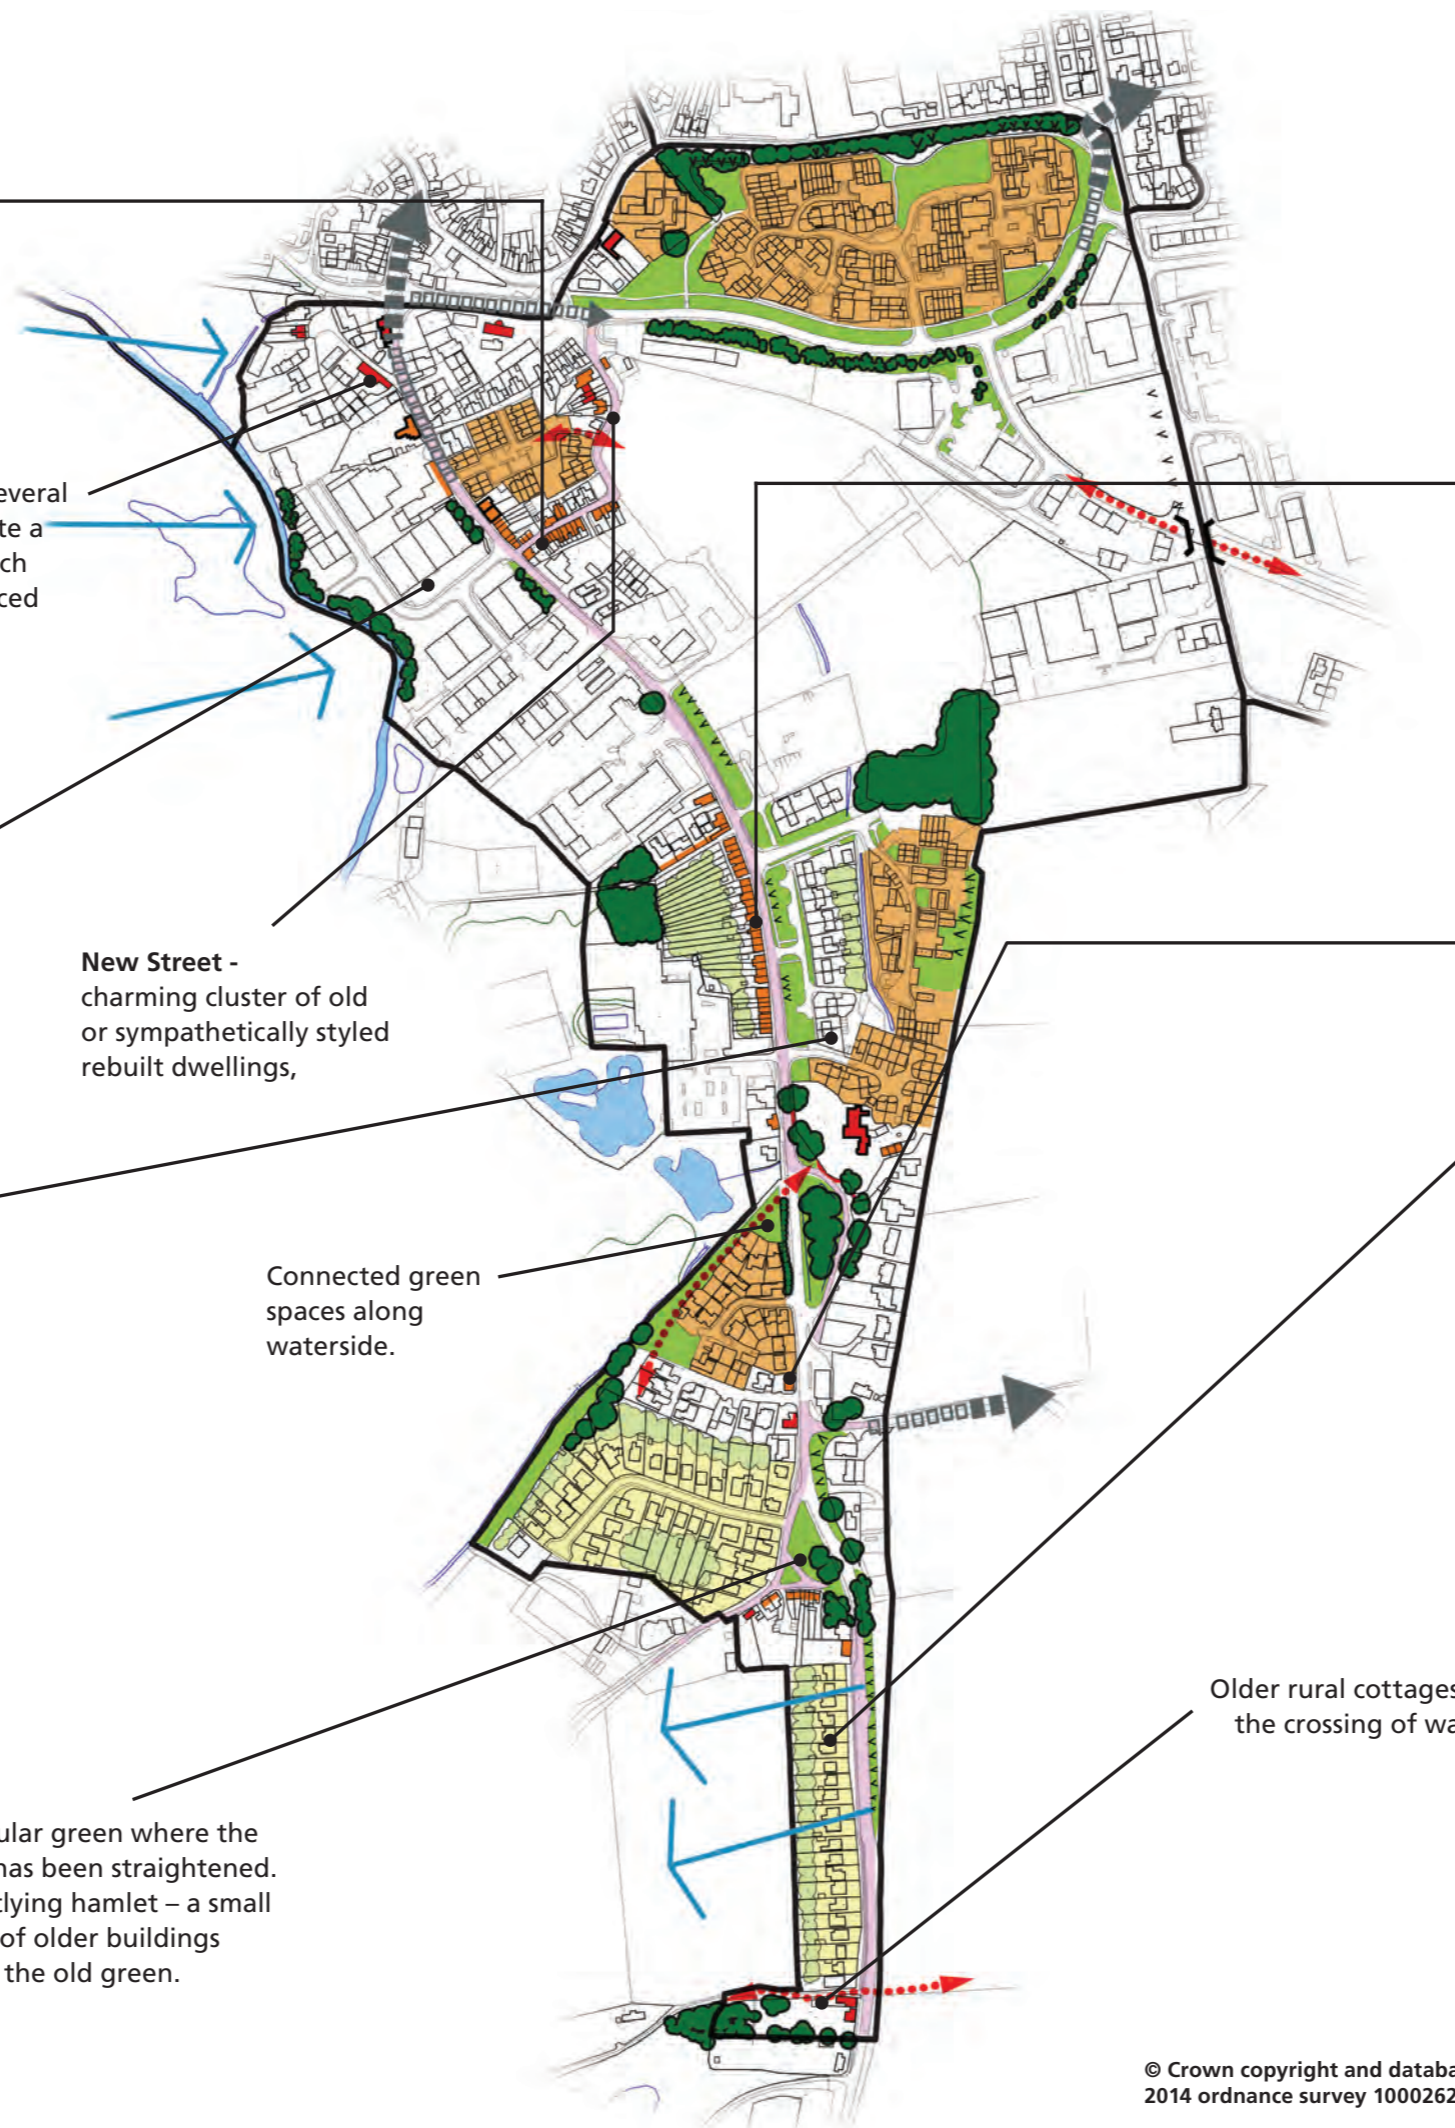 everal
te a
ch
ced
New Street -
charming cluster of old
or sympathetically styled
rebuilt dwellings,
Connected green
spaces along
waterside.
Older rural cottages
the crossing of wa
ular green where the
has been straightened.
tlying hamlet – a small
of older buildings
the old green.
© Crown copyright and databa
2014 ordnance survey 1000262